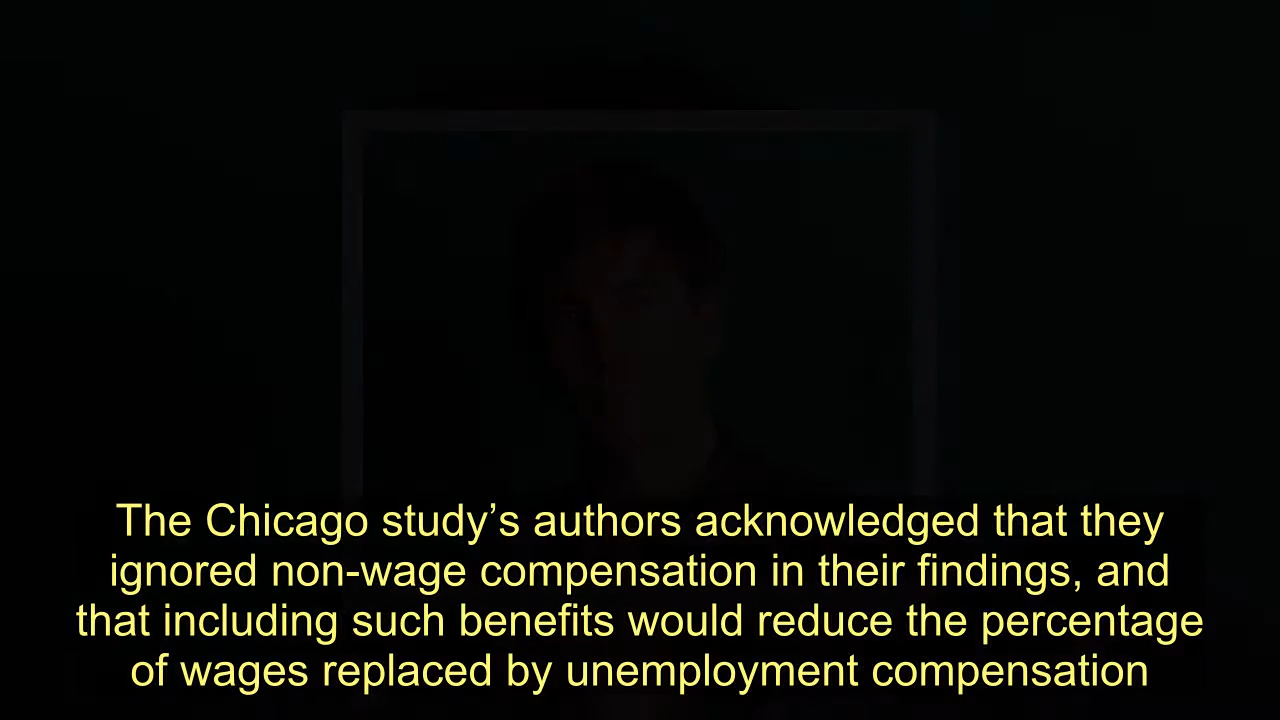 The Chicago study’s authors acknowledged that they
ignored non-wage compensation in their findings, and
that including such benefits would reduce the percentage
of wages replaced by unemployment compensation